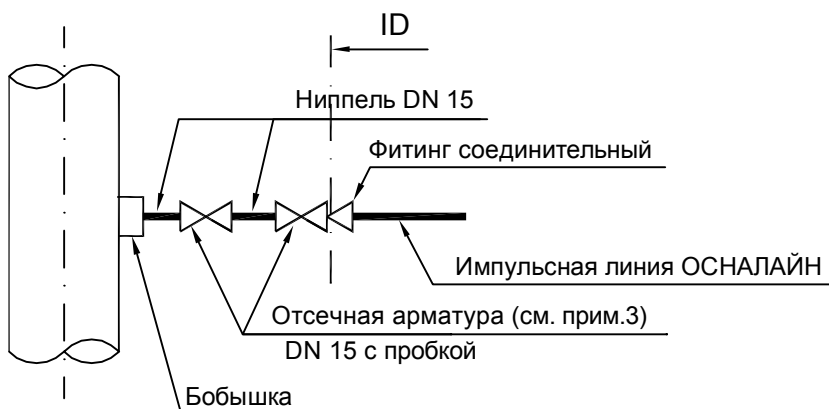 ID
Ниппель DN 15
Фитинг соединительный
Импульсная линия ОСНАЛАЙН
Отсечная арматура (см. прим.3)
DN 15 с пробкой
Бобышка